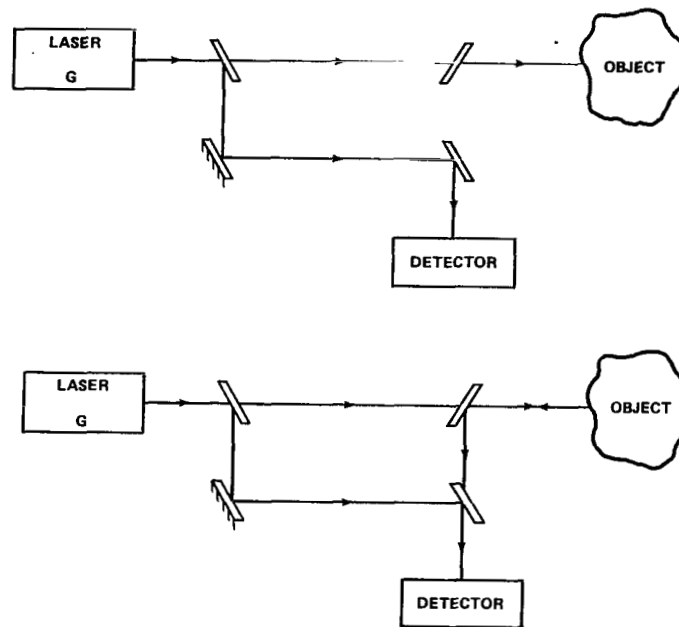 LASER
G
OBJECT
DETECTOR
LASER
G
OBJECT
DETECTOR